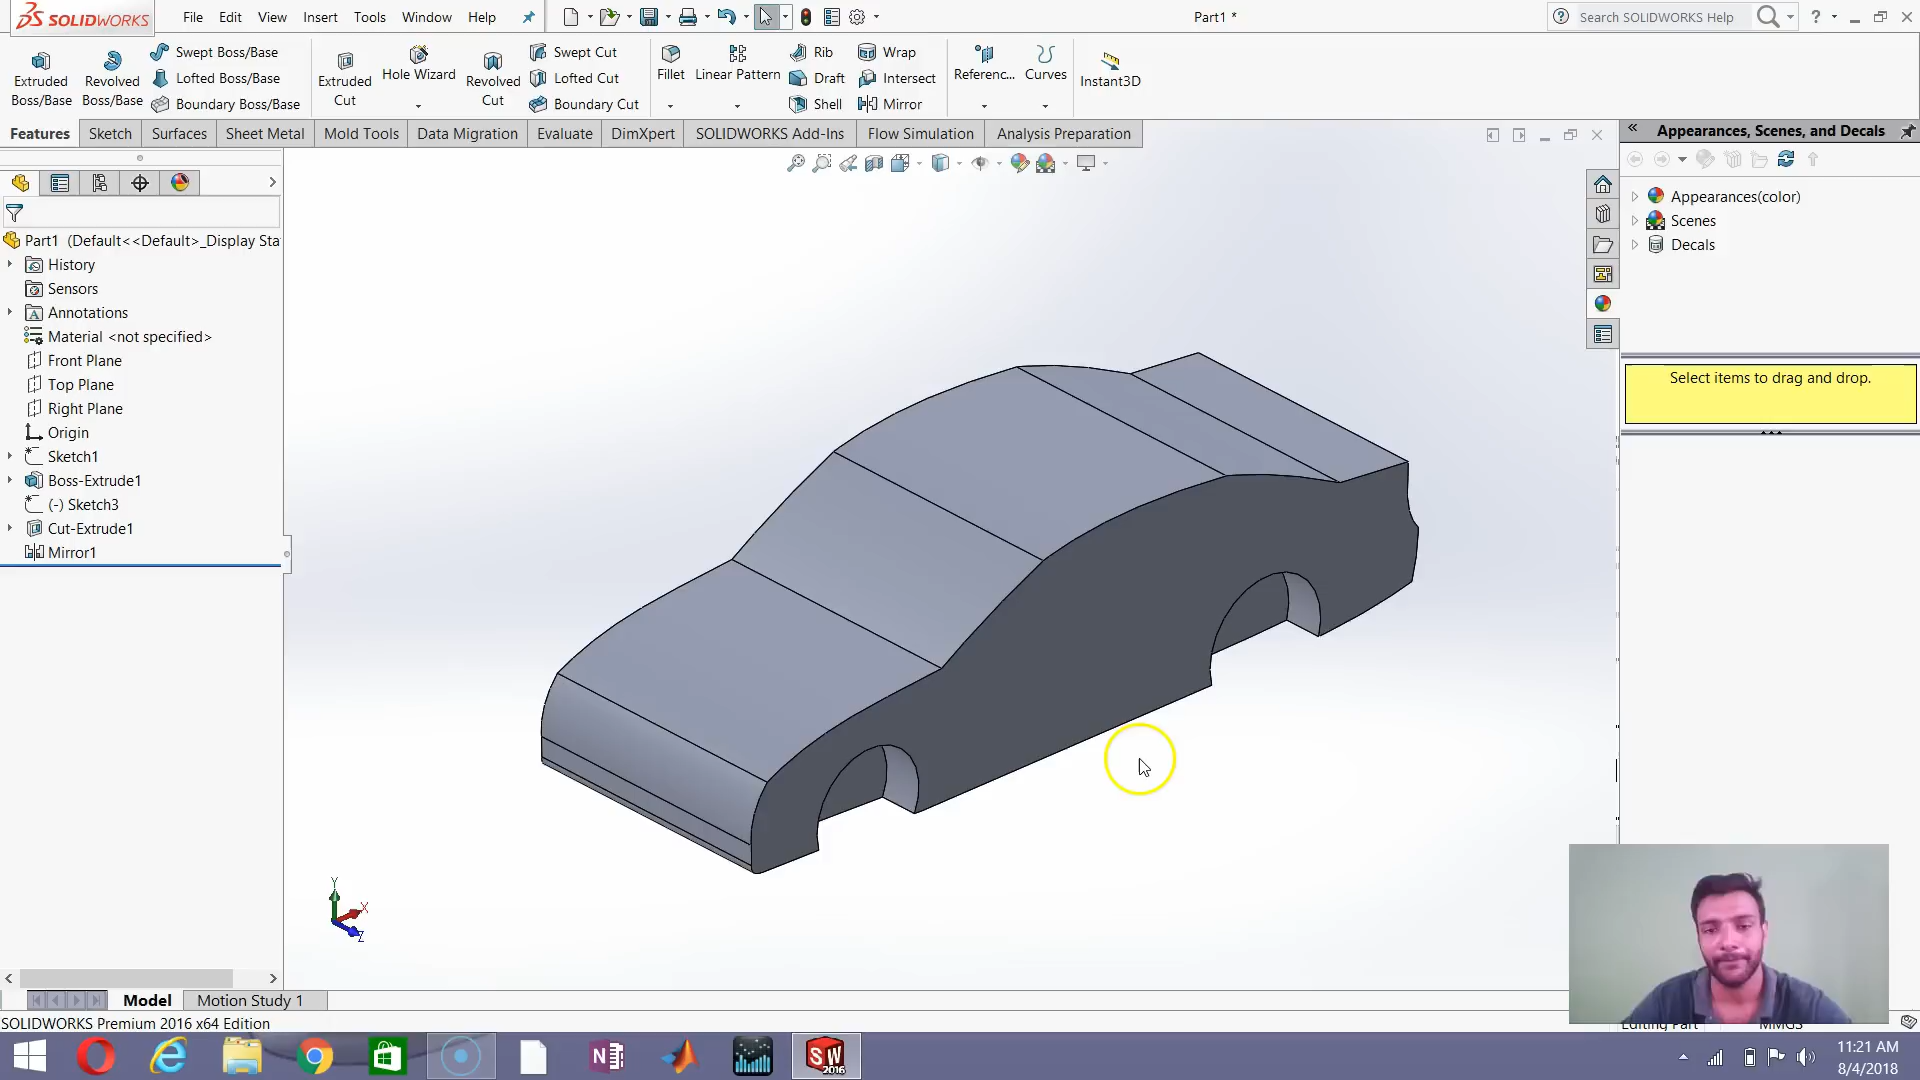 SOLIDWORKS File Edit View Insert Tools Window Help Part1 * Search SOLIDWORKS Help
Extruded Boss/Base
Revolved Boss/Base
Swept Boss/Base
Lofted Boss/Base
Boundary Boss/Base
Extruded Cut
Hole Wizard
Revolved Cut
Swept Cut
Lofted Cut
Boundary Cut
Fillet
Linear Pattern
Rib
Draft
Shell
Wrap
Intersect
Mirror
Referenc...
Curves
Instant3D
Features Sketch Surfaces Sheet Metal Mold Tools Data Migration Evaluate DimXpert SOLIDWORKS Add-Ins Flow Simulation Analysis Preparation
Part1 (Default<<Default>_Display Sta
History
Sensors
Annotations
Material <not specified>
Front Plane
Top Plane
Right Plane
Origin
Sketch1
Boss-Extrude1
(-) Sketch3
Cut-Extrude1
Mirror1
Y
X
Z
Appearances, Scenes, and Decals
Appearances(color)
Scenes
Decals
Select items to drag and drop.
Model Motion Study 1
SOLIDWORKS Premium 2016 x64 Edition
Editing Part MMGS
N
SW
2016
11:21 AM
8/4/2018